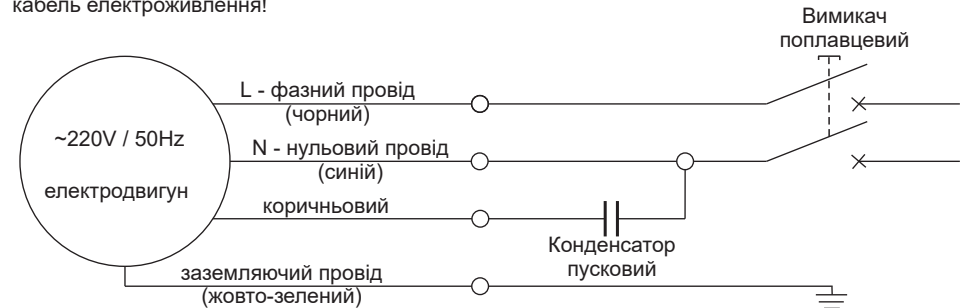 кабель електроживлення!
Вимикач
поплавцевий
L - фазний провід
(чорний)
~220V / 50Hz
N - нульовий провід
(синій)
електродвигун
коричньовий
Конденсатор
пусковий
заземляючий провід
(жовто-зелений)